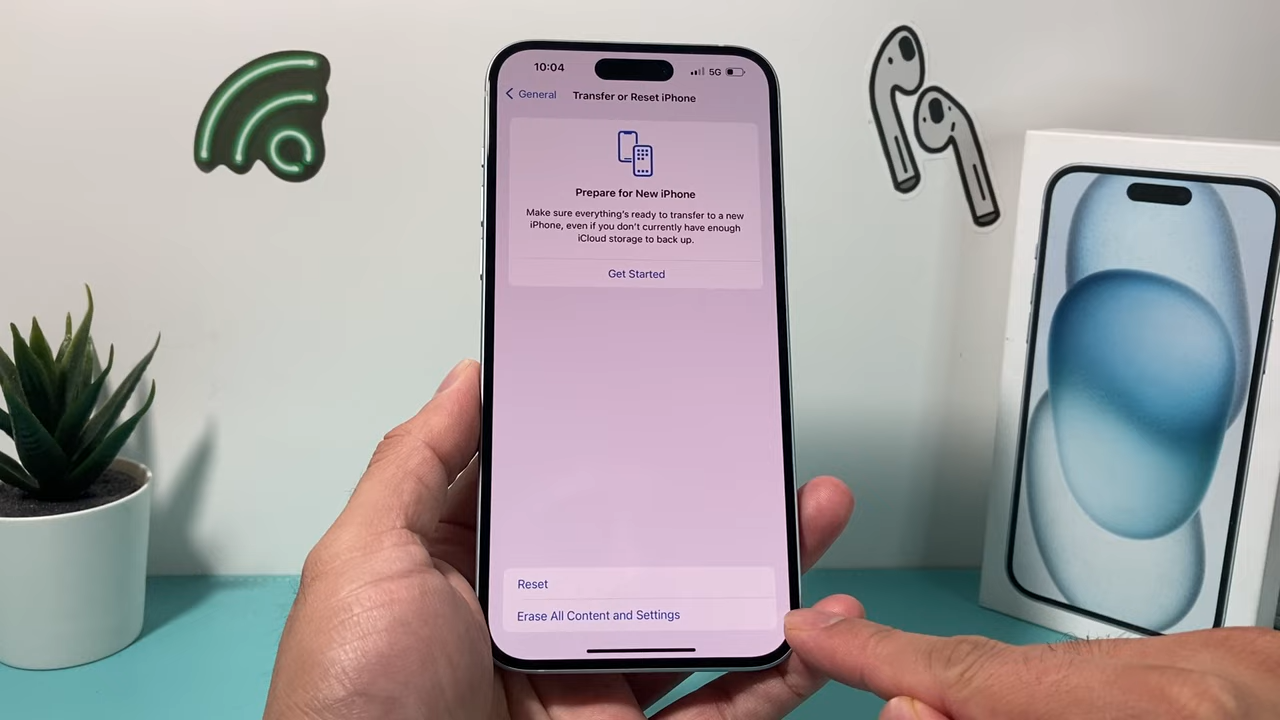 10:04
5G
General
Transfer or Reset iPhone
Prepare for New iPhone
Make sure everything's ready to transfer to a new
iPhone, even if you don't currently have enough
iCloud storage to back up.
Get Started
Reset
Erase All Content and Settings